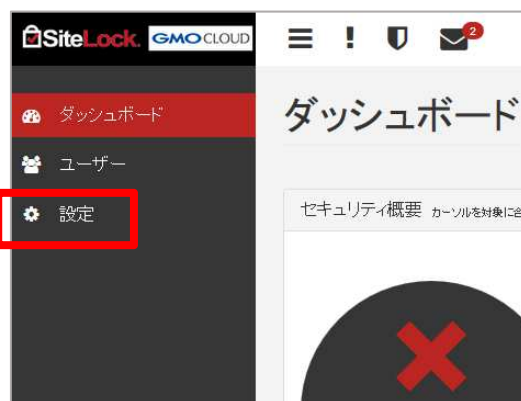 SiteLock. GMO CLOUD
2
ダッシュボード
ユーザー
設定
ダッシュボード
セキュリティ概要 カーソルを対象に合